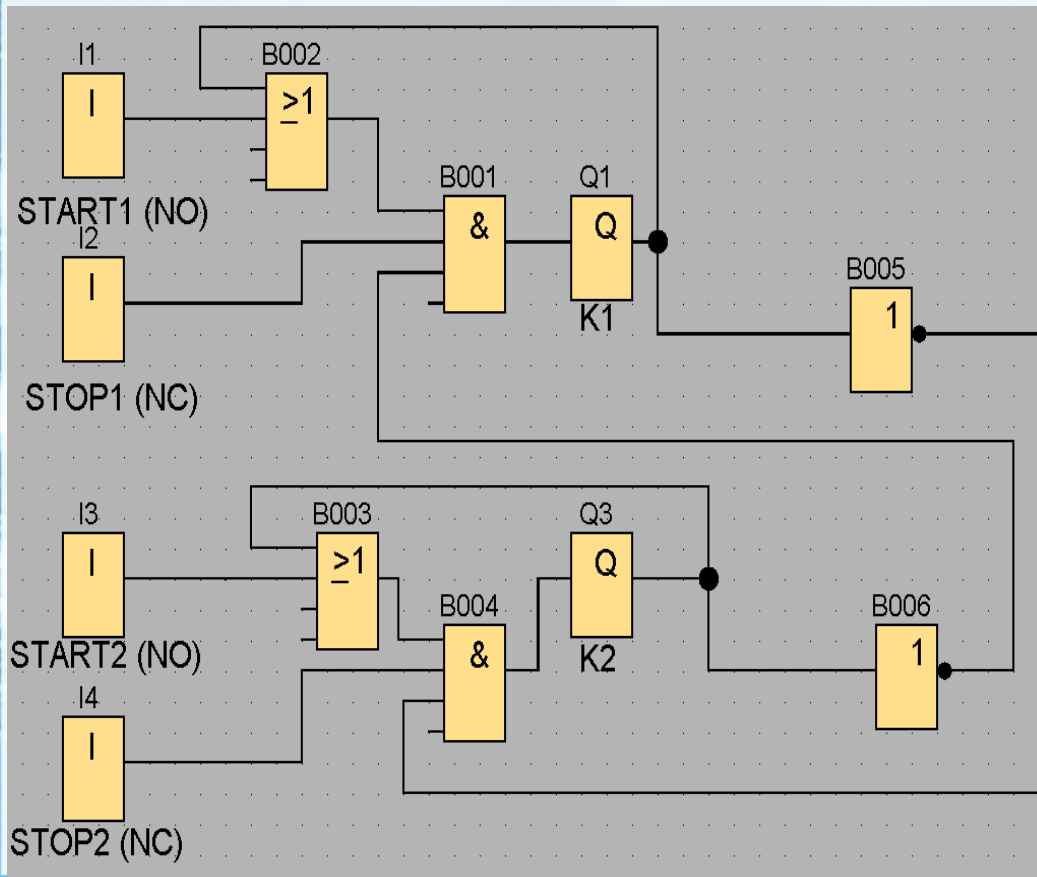 I1
I
START1 (NO)
I2
I
STOP1 (NC)
B002
≥1
B001
&
Q1
Q
K1
B005
1
I3
I
START2 (NO)
I4
I
STOP2 (NC)
B003
≥1
B004
&
Q3
Q
K2
B006
1